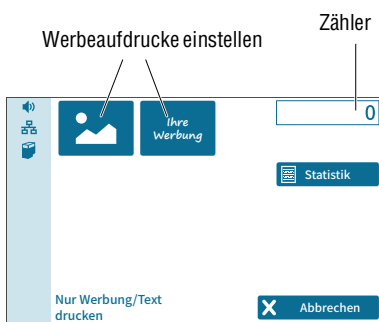 Zähler
Werbeaufdrucke einstellen
Ihre
Werbung
0
Statistik
Nur Werbung/Text
drucken
Abbrechen